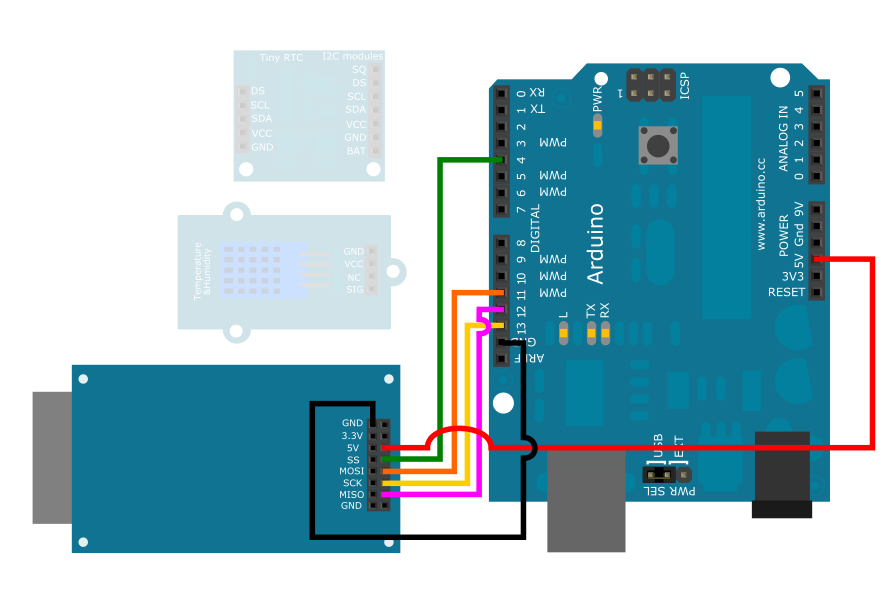 Tiny RTC
I2C modules
SQ
DS
SCL
SDA
VCC
GND
BAT
DS
SCL
SDA
VCC
GND
Temperature
&Humidity
GND
VCC
NC
SIG
GND
3.3V
5V
SS
MOSI
SCK
MISO
GND
0 RX
1 TX
2
3 PWM
4
5 PWM
6 PWM
7
DIGITAL
8
9 PWM
10 PWM
11 PWM
12
13
GND
AREF
PWR
1
ICSP
Arduino
www.arduino.cc
L
TX
RX
5
4
3
2
1
0
ANALOG IN
9V
Gnd
5V
3V3
RESET
POWER
USB
EXT
PWR SEL